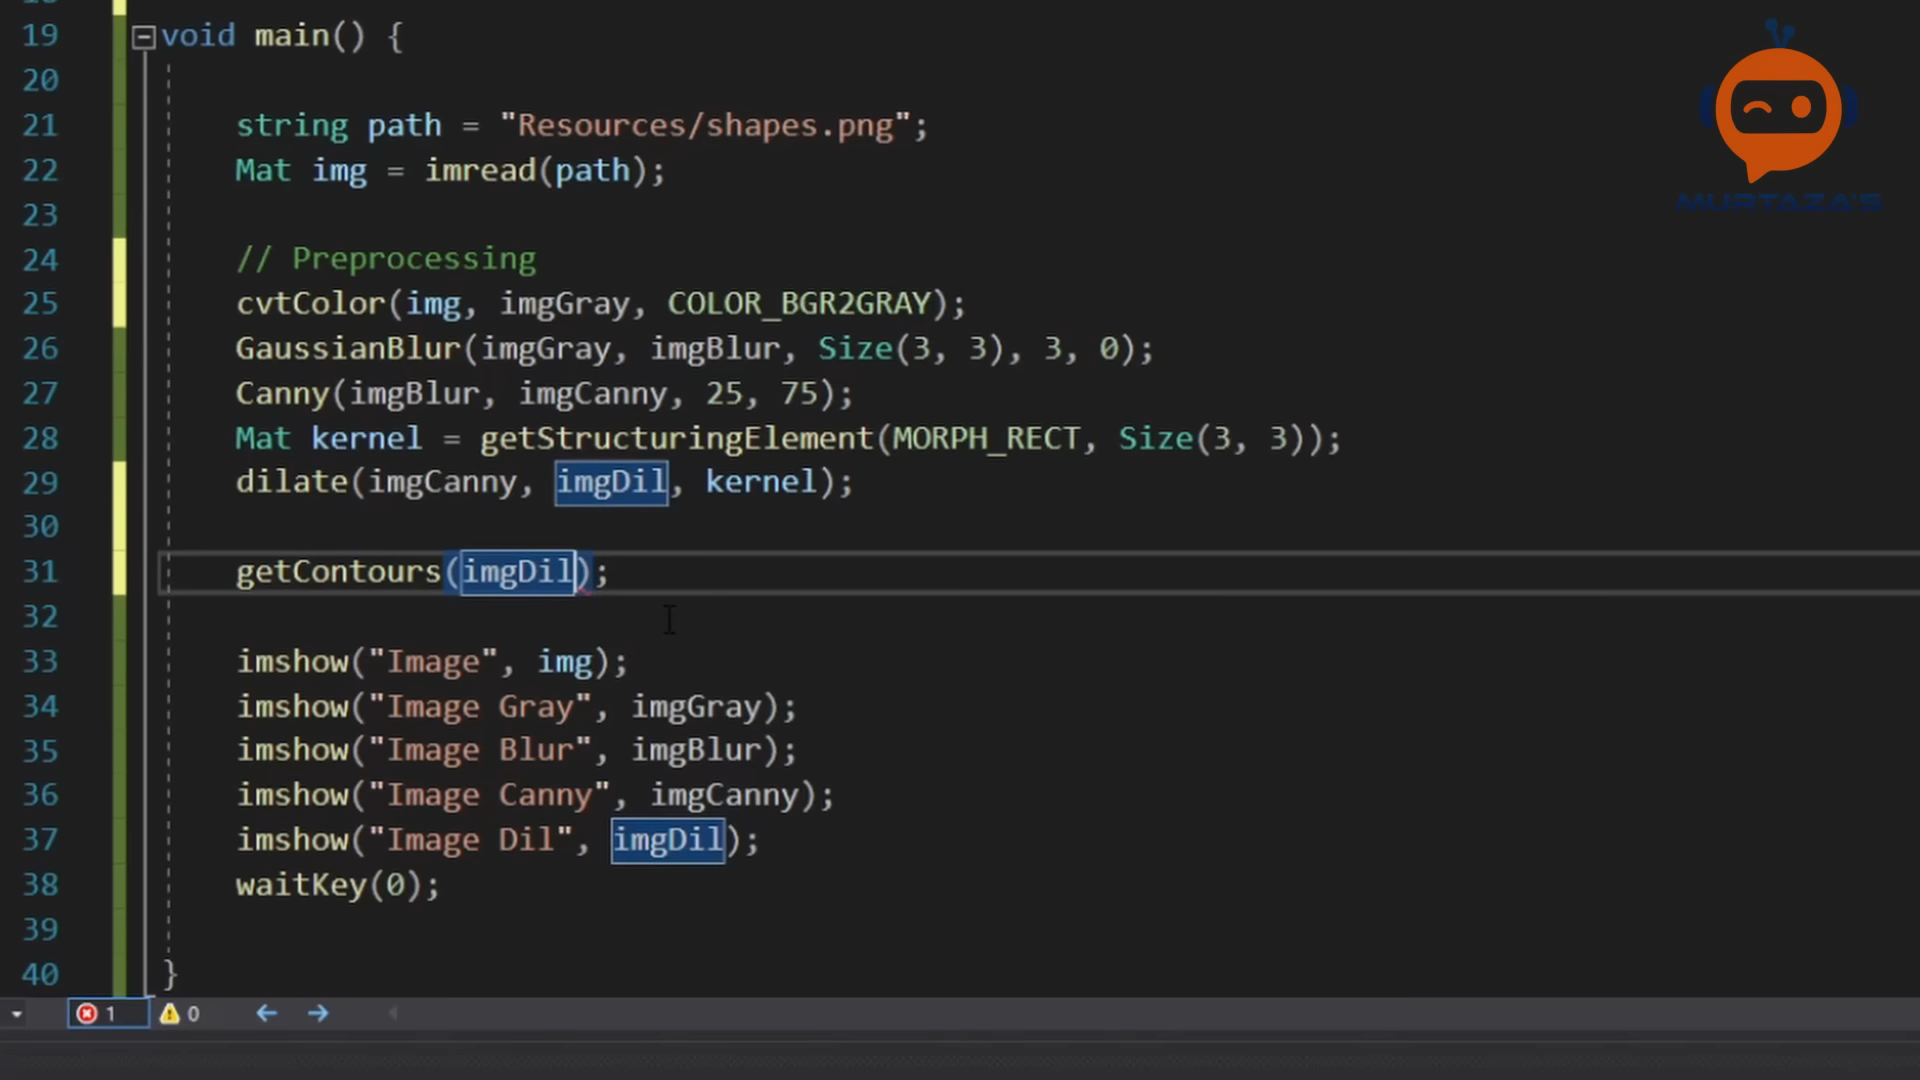 19 void main() {
20
21 string path = "Resources/shapes.png";
22 Mat img = imread(path);
23
24 // Preprocessing
25 cvtColor(img, imgGray, COLOR_BGR2GRAY);
26 GaussianBlur(imgGray, imgBlur, Size(3, 3), 3, 0);
27 Canny(imgBlur, imgCanny, 25, 75);
28 Mat kernel = getStructuringElement(MORPH_RECT, Size(3, 3));
29 dilate(imgCanny, imgDil, kernel);
30
31 getContours(imgDil);
32
33 imshow("Image", img);
34 imshow("Image Gray", imgGray);
35 imshow("Image Blur", imgBlur);
36 imshow("Image Canny", imgCanny);
37 imshow("Image Dil", imgDil);
38 waitKey(0);
39
40 }
1 0
MURTAZA'S